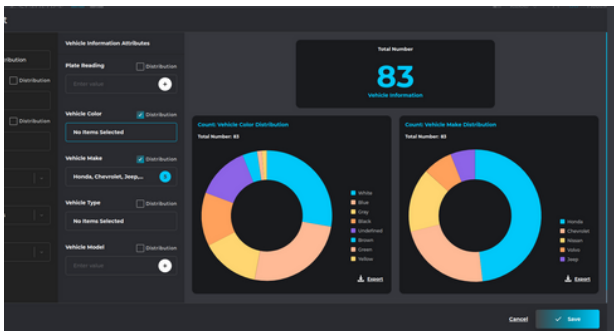 t
Vehicle Information Attributes
ribution
Plate Reading
Distribution
Enter value
Distribution
Vehicle Color
Distribution
Distribution
No Items Selected
Vehicle Make
Distribution
Honda, Chevrolet, Jeep,...
Vehicle Type
Distribution
No Items Selected
Vehicle Model
Distribution
Enter value
Total Number
83
Vehicle Information
Count: Vehicle Color Distribution
Total Number: 83
White
Blue
Gray
Black
Undefined
Brown
Green
Yellow
Export
Count: Vehicle Make Distribution
Total Number: 83
Honda
Chevrolet
Nissan
Volvo
Jeep
Export
Cancel
Save